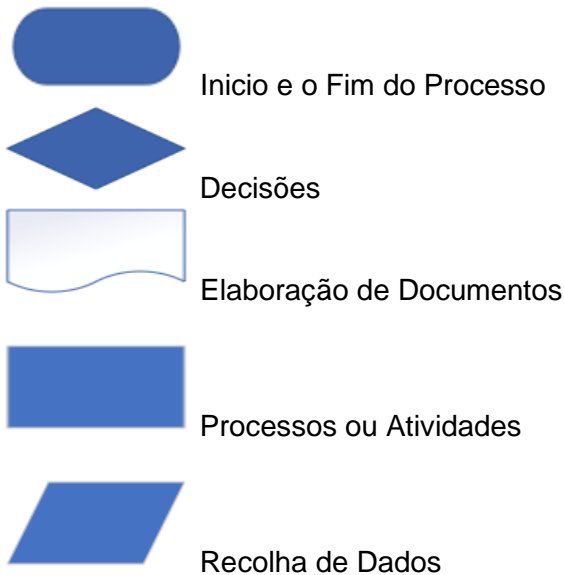 Inicio e o Fim do Processo
Decisões
Elaboração de Documentos
Processos ou Atividades
Recolha de Dados